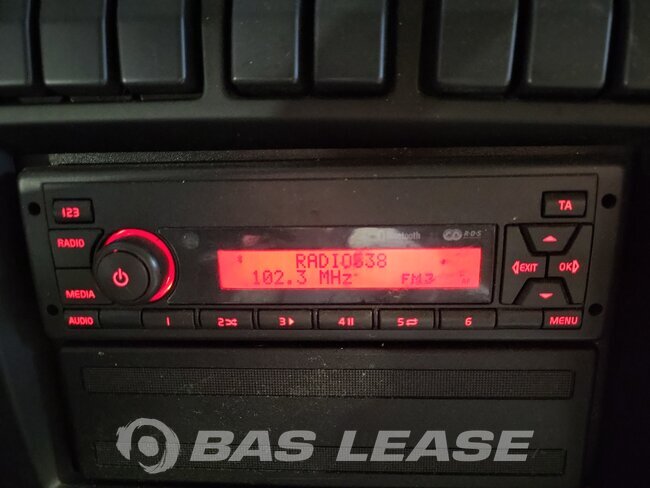 123
TA
Bluetooth
R·D·S
RADIO
RADIO538
102.3 MHz FM3
EXIT
OK
MEDIA
AUDIO 1 2 3 4 5 6 MENU
BAS LEASE